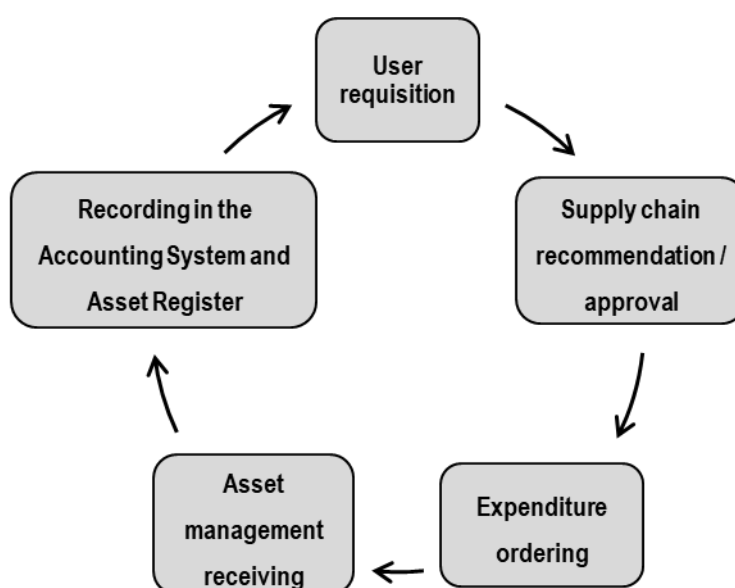 User
requisition
Supply chain
recommendation /
approval
Expenditure
ordering
Asset
management
receiving
Recording in the
Accounting System and
Asset Register